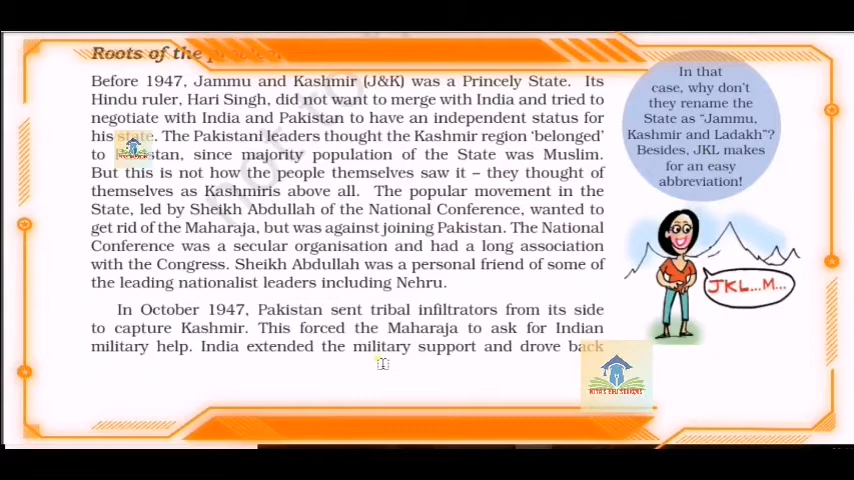 Roots of the
Before 1947, Jammu and Kashmir (J&K) was a Princely State. Its
Hindu ruler, Hari Singh, did not want to merge with India and tried to
negotiate with India and Pakistan to have an independent status for
his state. The Pakistani leaders thought the Kashmir region ‘belonged’
to stan, since majority population of the State was Muslim.
But this is not how the people themselves saw it – they thought of
themselves as Kashmiris above all. The popular movement in the
State, led by Sheikh Abdullah of the National Conference, wanted to
get rid of the Maharaja, but was against joining Pakistan. The National
Conference was a secular organisation and had a long association
with the Congress. Sheikh Abdullah was a personal friend of some of
the leading nationalist leaders including Nehru.
In October 1947, Pakistan sent tribal infiltrators from its side
to capture Kashmir. This forced the Maharaja to ask for Indian
military help. India extended the military support and drove back
In that
case, why don't
they rename the
State as “Jammu,
Kashmir and Ladakh”?
Besides, JKL makes
for an easy
abbreviation!
JKL...M...
RITA'S EDU SEEKERS
not to